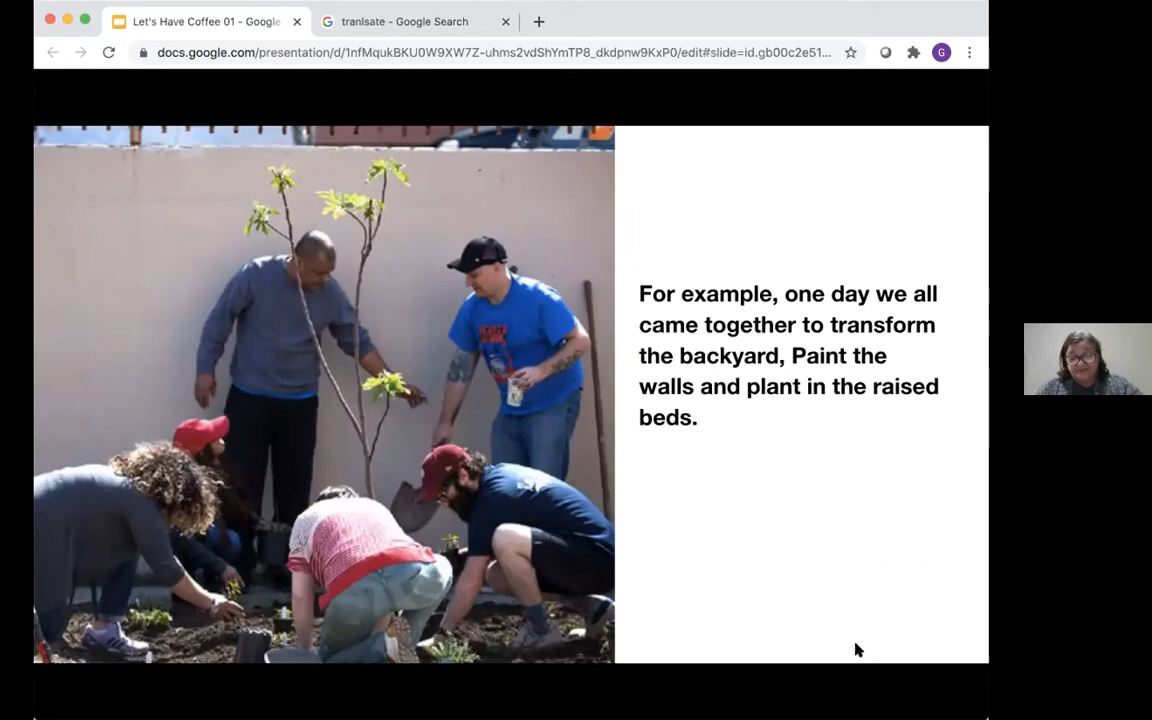 Let's Have Coffee 01 - Google
tranlsate - Google Search
docs.google.com/presentation/d/1nfMqukBKU0W9XW7Z-uhms2vdShYmTP8_dkdpnw9KxP0/edit#slide=id.gb00c2e51...
G
For example, one day we all
came together to transform
the backyard, Paint the
walls and plant in the raised
beds.